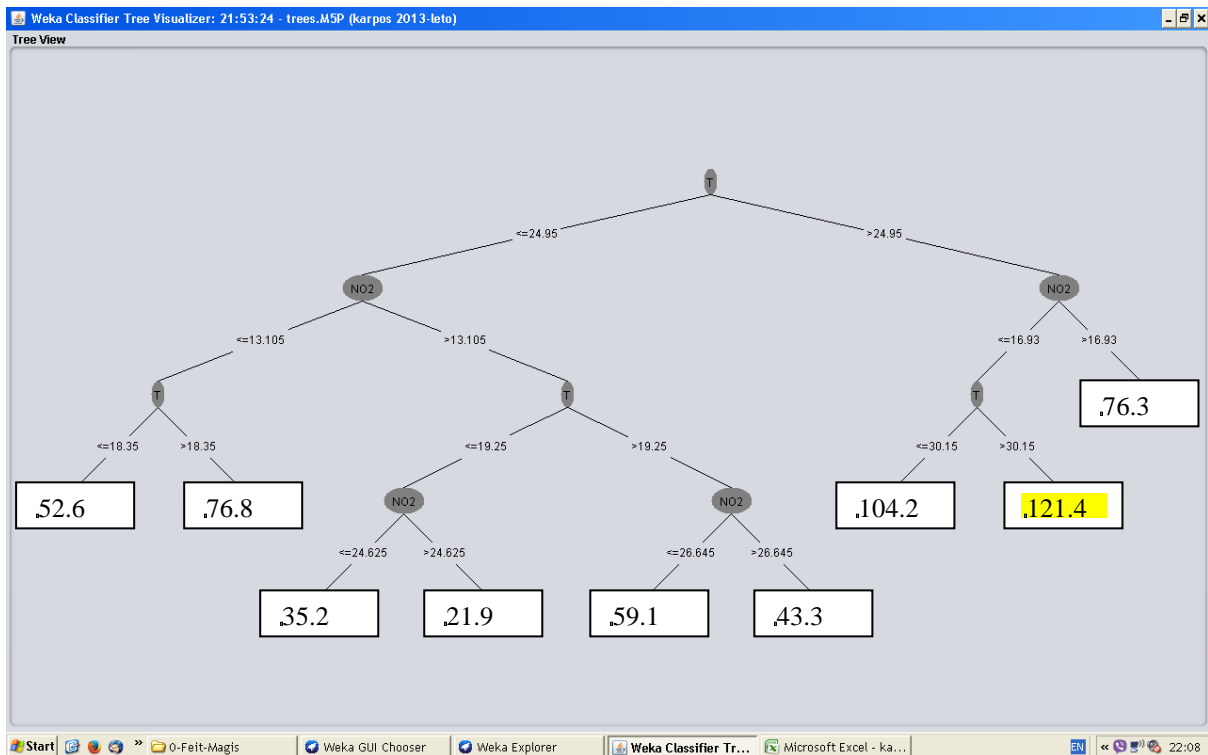 Weka Classifier Tree Visualizer: 21:53:24 - trees.M5P (karpos 2013-leto)
Tree View
T
<=24.95
>24.95
NO2
NO2
<=13.105
>13.105
<=16.93
>16.93
T
T
T
76.3
<=18.35
>18.35
<=19.25
>19.25
<=30.15
>30.15
52.6
76.8
NO2
NO2
104.2
121.4
<=24.625
>24.625
<=26.645
>26.645
35.2
21.9
59.1
43.3
Start
»
0-Feit-Magis
Weka GUI Chooser
Weka Explorer
Weka Classifier Tr...
Microsoft Excel - ka...
EN
«
22:08